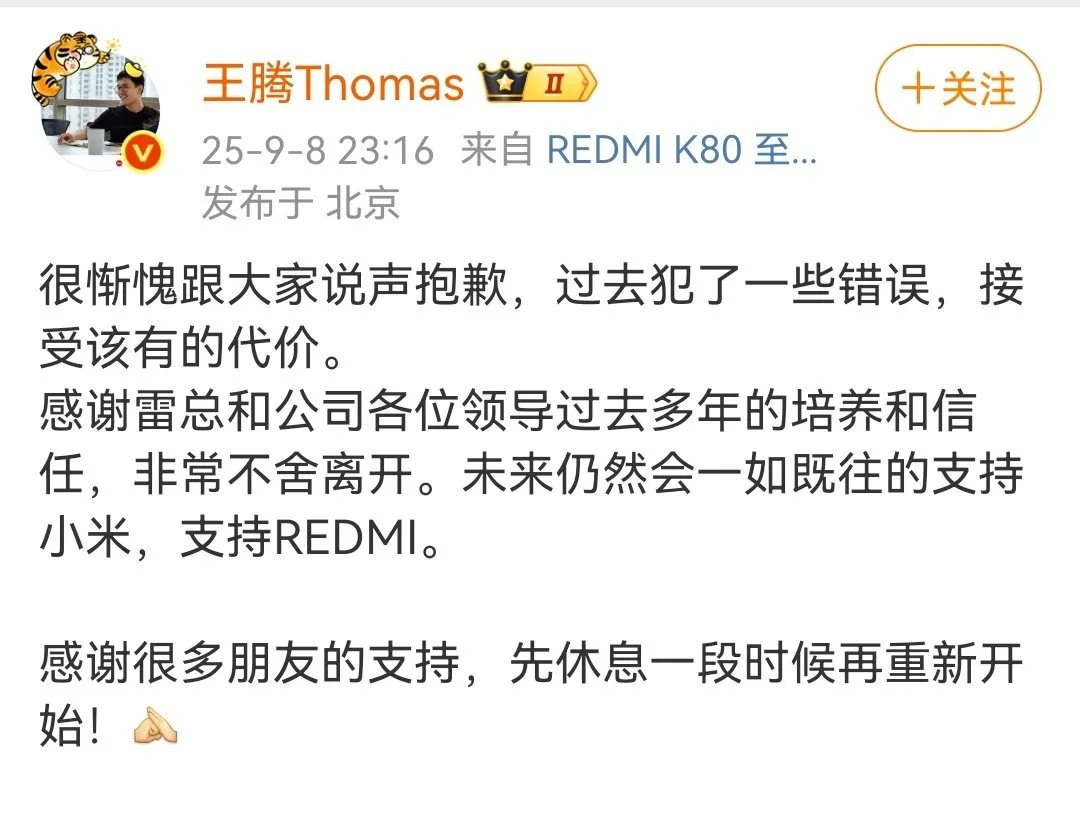 王腾Thomas II
+关注
25-9-8 23:16 来自 REDMI K80 至...
发布于 北京
很惭愧跟大家说声抱歉，过去犯了一些错误，接
受该有的代价。
感谢雷总和公司各位领导过去多年的培养和信
任，非常不舍离开。未来仍然会一如既往的支持
小米，支持REDMI。
感谢很多朋友的支持，先休息一段时候再重新开
始！